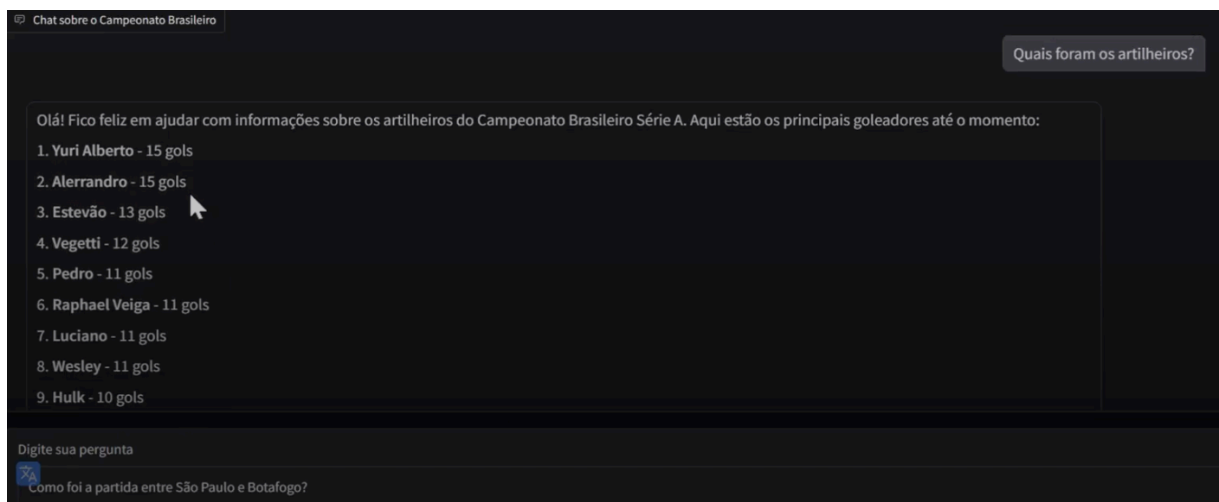 Chat sobre o Campeonato Brasileiro
Quais foram os artilheiros?
Olá! Fico feliz em ajudar com informações sobre os artilheiros do Campeonato Brasileiro Série A. Aqui estão os principais goleadores até o momento:
1. Yuri Alberto - 15 gols
2. Alerrandro - 15 gols
3. Estevão - 13 gols
4. Vegetti - 12 gols
5. Pedro - 11 gols
6. Raphael Veiga - 11 gols
7. Luciano - 11 gols
8. Wesley - 11 gols
9. Hulk - 10 gols
Digite sua pergunta
Como foi a partida entre São Paulo e Botafogo?